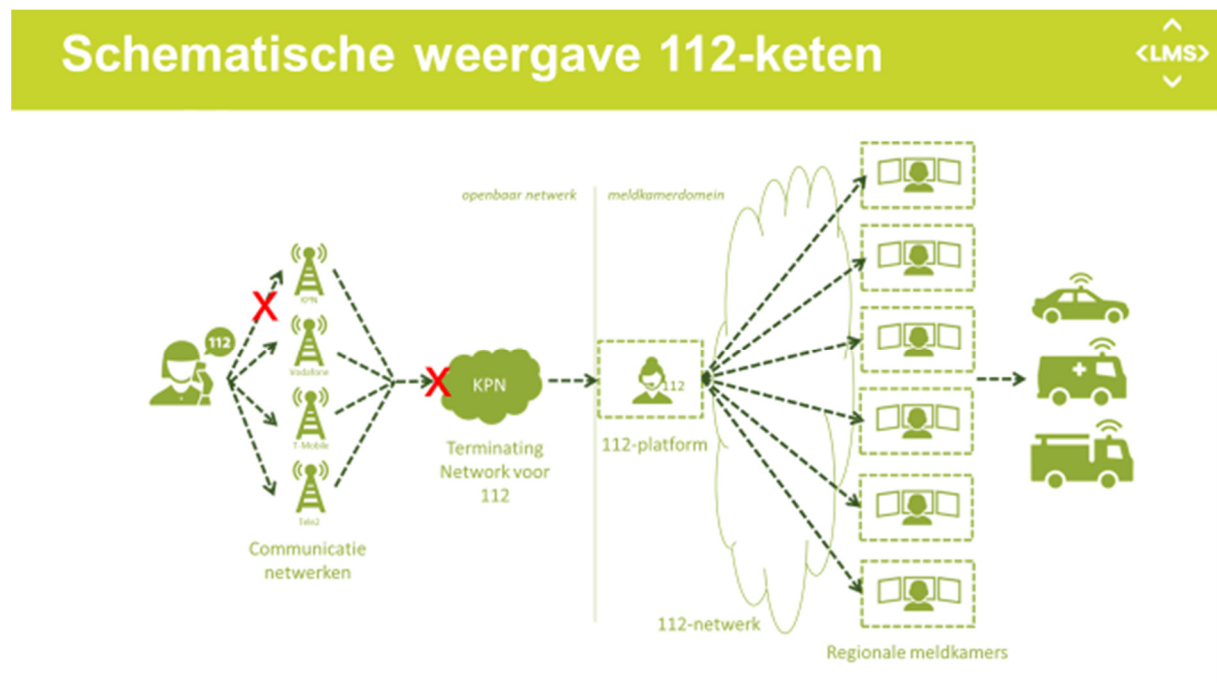 Schematische weergave 112-keten
<LMS>
openbaar netwerk
meldkamerdomein
112
KPN
Vodafone
T-Mobile
Tele2
Communicatie
netwerken
X
X
KPN
Terminating
Network voor
112
112
112-platform
112-netwerk
Regionale meldkamers